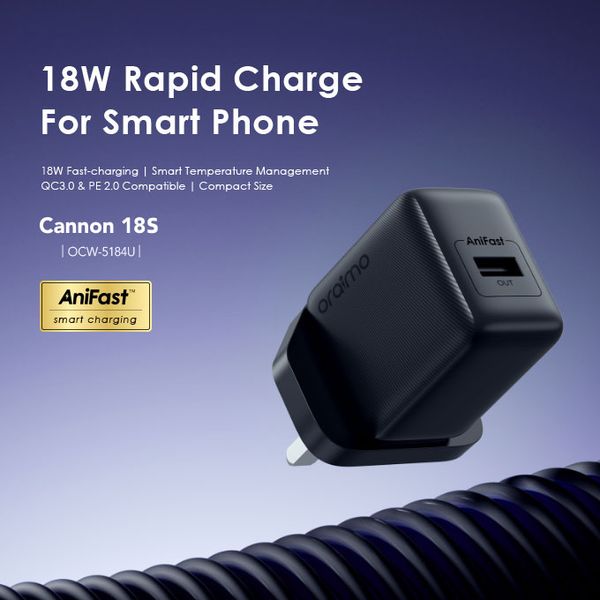 18W Rapid Charge
For Smart Phone
18W Fast-charging | Smart Temperature Management
QC3.0 & PE 2.0 Compatible | Compact Size
Cannon 18S
| OCW-5184U |
AniFast™
smart charging
oraimo
AniFast
OUT